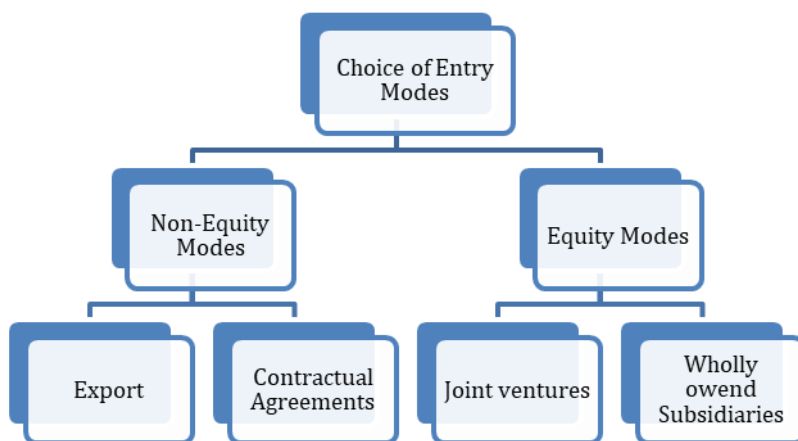 Choice of Entry
Modes
Non-Equity
Modes
Equity Modes
Export
Contractual
Agreements
Joint ventures
Wholly
owend
Subsidiaries